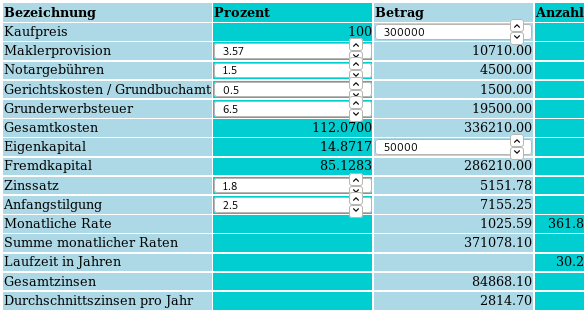 Bezeichnung Prozent Betrag Anzahl
Kaufpreis 100 300000
Maklerprovision 3.57 10710.00
Notargebühren 1.5 4500.00
Gerichtskosten / Grundbuchamt 0.5 1500.00
Grunderwerbsteuer 6.5 19500.00
Gesamtkosten 112.0700 336210.00
Eigenkapital 14.8717 50000
Fremdkapital 85.1283 286210.00
Zinssatz 1.8 5151.78
Anfangstilgung 2.5 7155.25
Monatliche Rate 1025.59 361.8
Summe monatlicher Raten 371078.10
Laufzeit in Jahren 30.2
Gesamtzinsen 84868.10
Durchschnittszinsen pro Jahr 2814.70